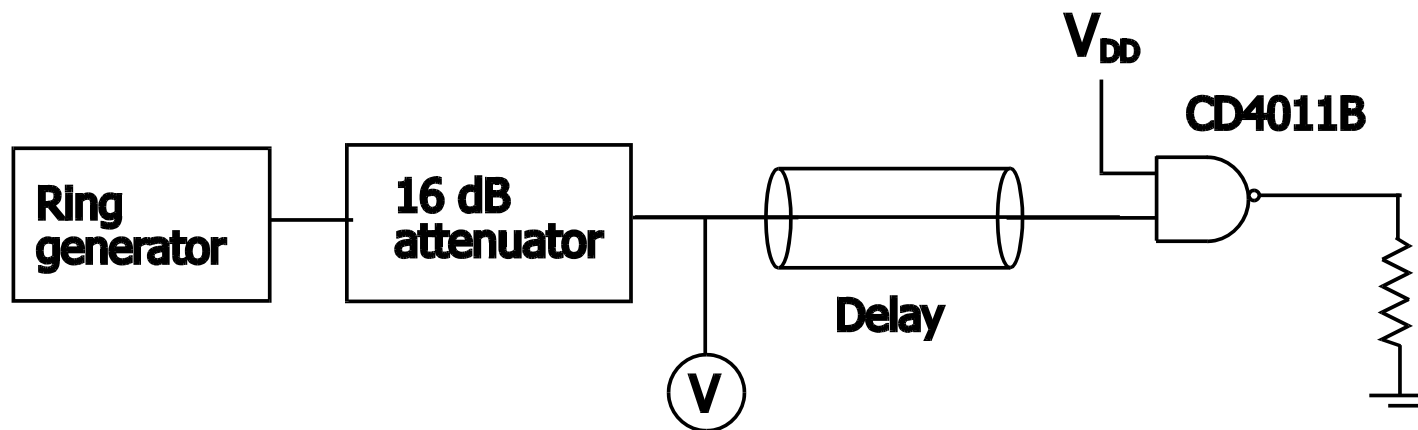 V_DD
CD4011B
Ring
generator
16 dB
attenuator
Delay
V